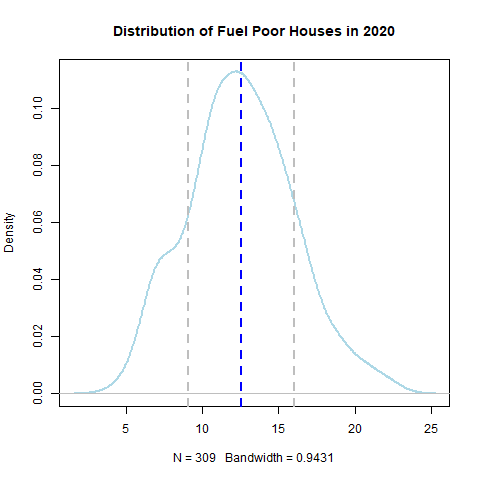 Distribution of Fuel Poor Houses in 2020
Density
0.10
0.08
0.06
0.04
0.02
0.00
5 10 15 20 25
N = 309 Bandwidth = 0.9431